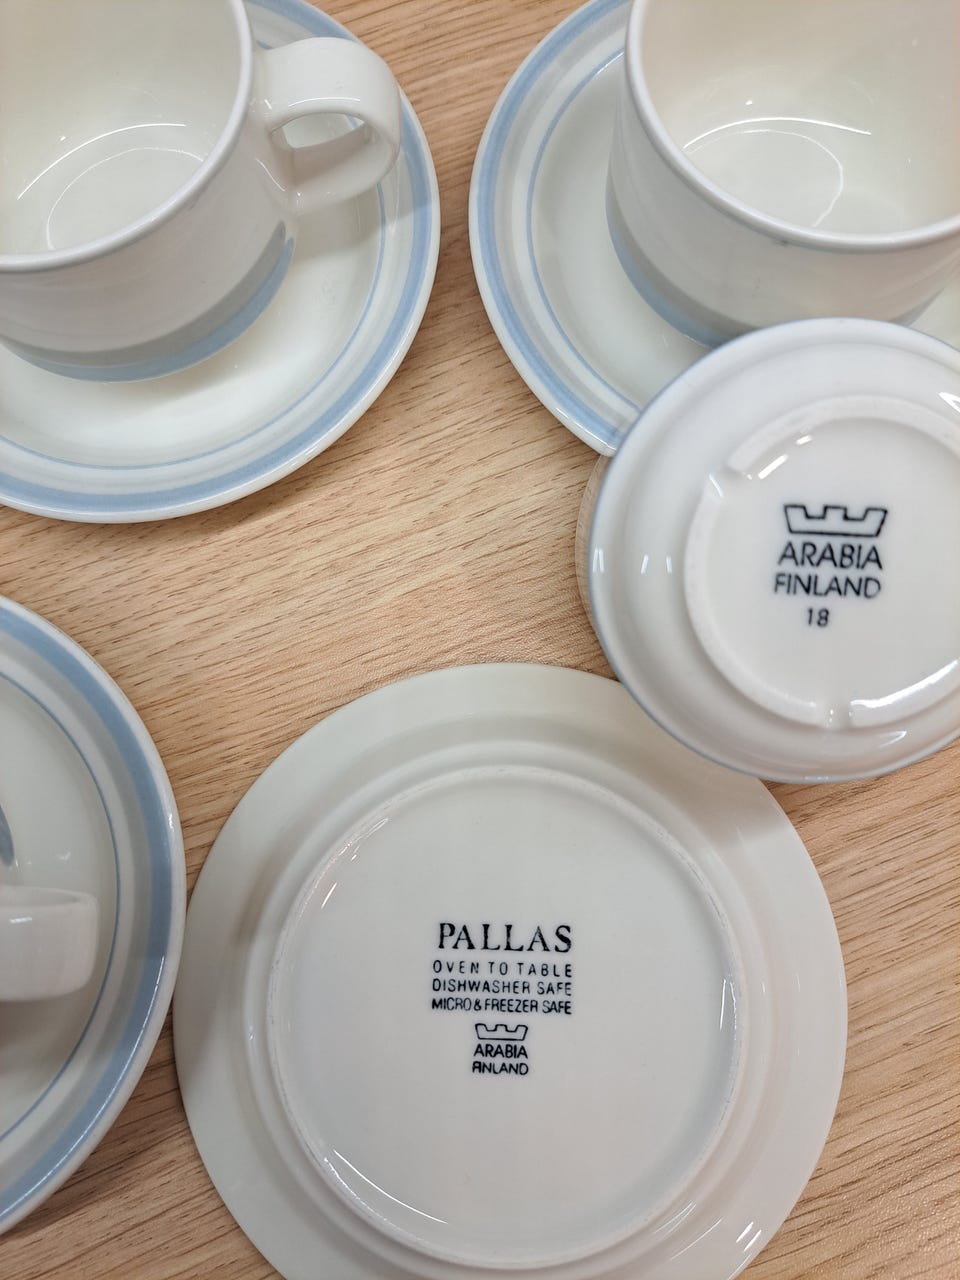 ARABIA
FINLAND
18
PALLAS
OVEN TO TABLE
DISHWASHER SAFE
MICRO & FREEZER SAFE
ARABIA
FINLAND